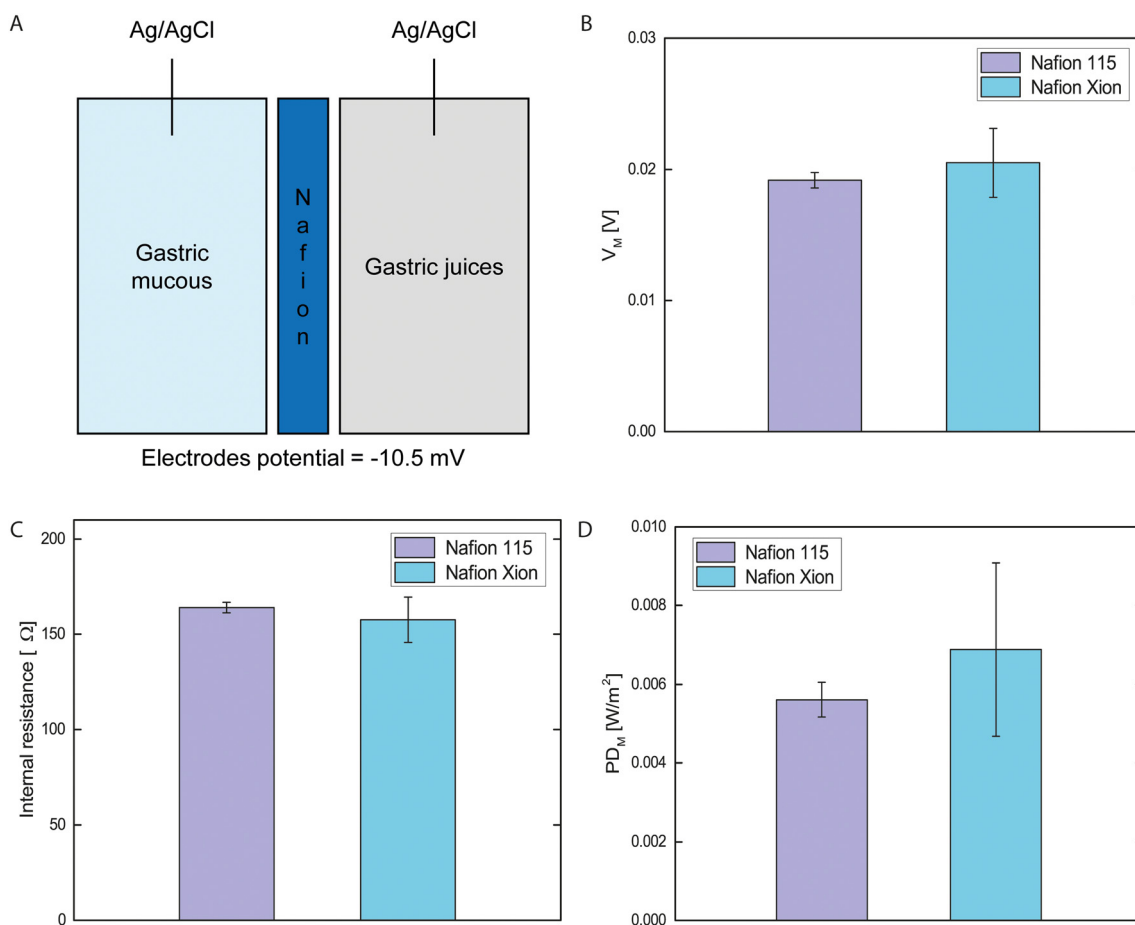 A
Ag/AgCl
Ag/AgCl
Gastric
mucous
N
a
f
i
o
n
Gastric juices
Electrodes potential = -10.5 mV
B
0.03
0.02
0.01
0.00
V_M [V]
Nafion 115
Nafion Xion
C
200
150
100
50
0
Internal resistance [ Ω]
Nafion 115
Nafion Xion
D
0.010
0.008
0.006
0.004
0.002
0.000
PD_M [W/m²]
Nafion 115
Nafion Xion